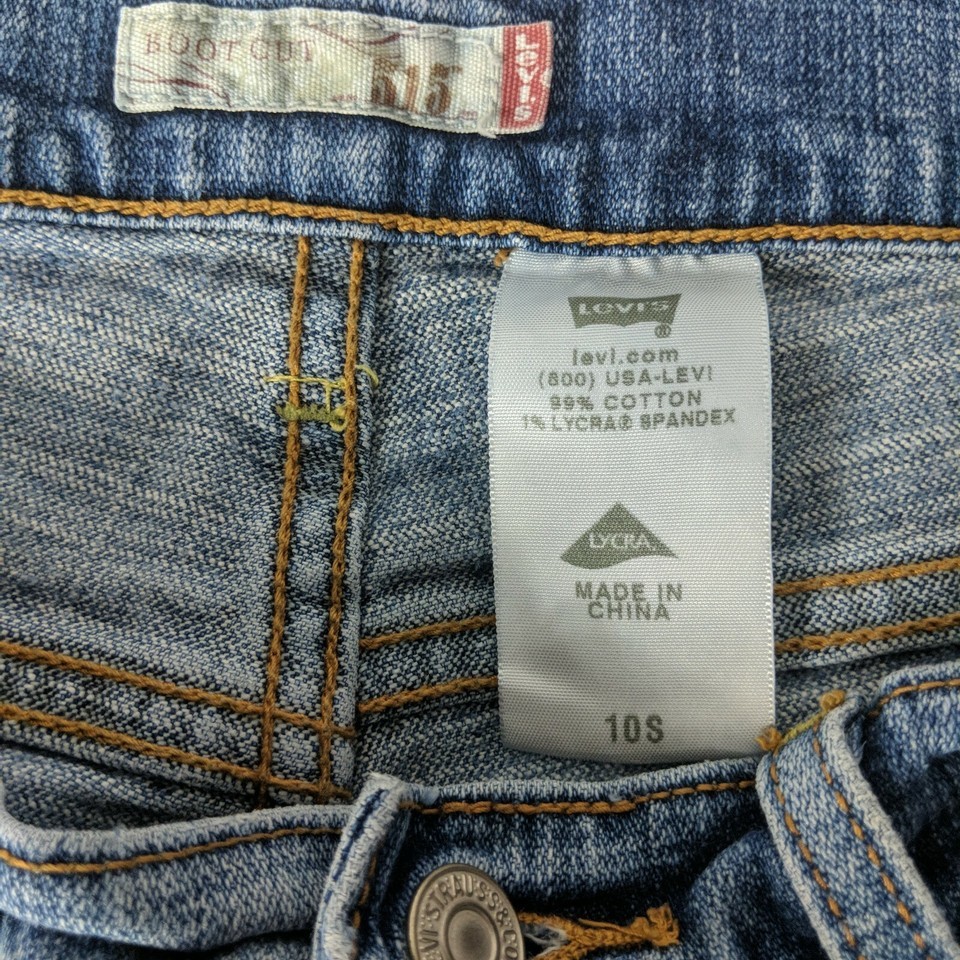 BOOT CUT
515
Levi's
LEVI'S
®
levi.com
(800) USA-LEVI
99% COTTON
1% LYCRA® SPANDEX
LYCRA
MADE IN
CHINA
10S
LEVI STRAUSS & CO